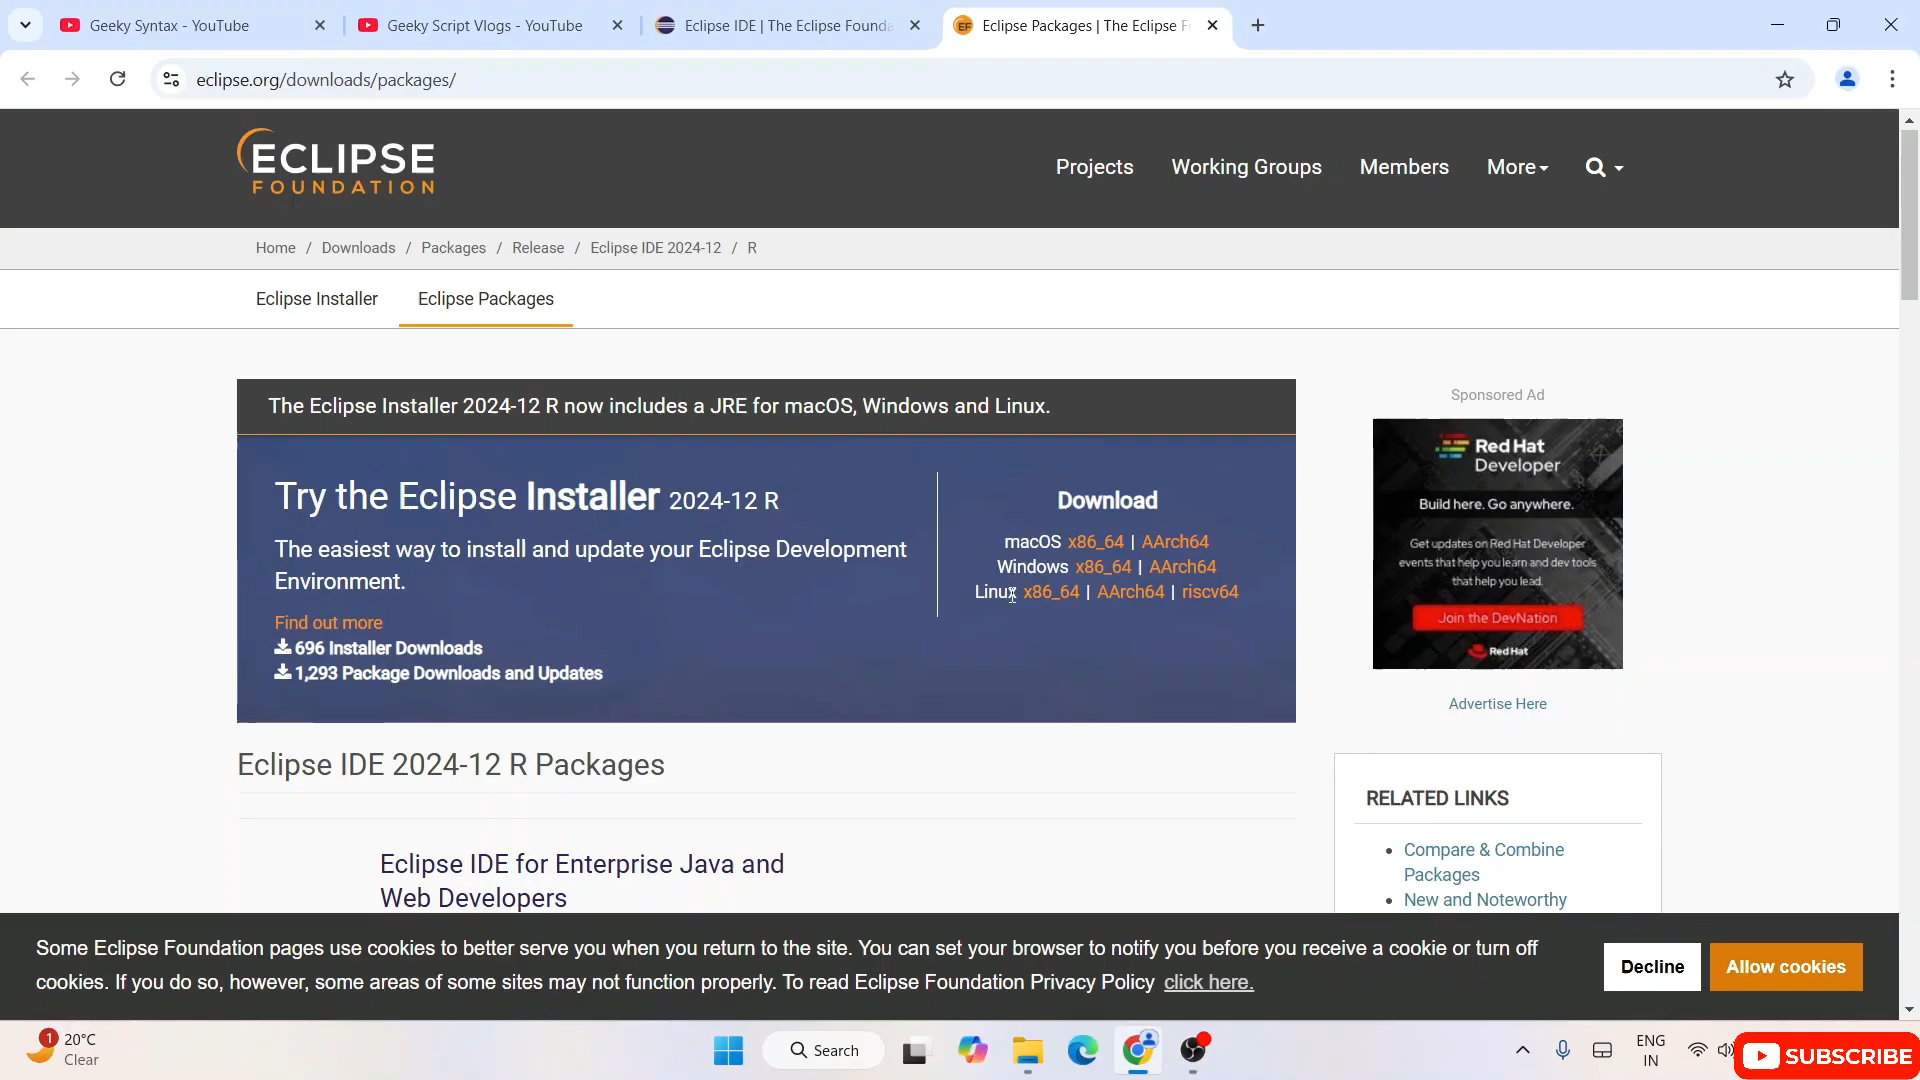 Geeky Syntax - YouTube
Geeky Script Vlogs - YouTube
Eclipse IDE | The Eclipse Founda
Eclipse Packages | The Eclipse F
eclipse.org/downloads/packages/
ECLIPSE
FOUNDATION
Projects
Working Groups
Members
More
Home / Downloads / Packages / Release / Eclipse IDE 2024-12 / R
Eclipse Installer
Eclipse Packages
The Eclipse Installer 2024-12 R now includes a JRE for macOS, Windows and Linux.
Try the Eclipse Installer 2024-12 R
The easiest way to install and update your Eclipse Development
Environment.
Find out more
696 Installer Downloads
1,293 Package Downloads and Updates
Download
macOS x86_64 | AArch64
Windows x86_64 | AArch64
Linux x86_64 | AArch64 | riscv64
Sponsored Ad
Red Hat
Developer
Build here. Go anywhere.
Get updates on Red Hat Developer
events that help you learn and dev tools
that help you lead.
Join the DevNation
Red Hat
Advertise Here
Eclipse IDE 2024-12 R Packages
Eclipse IDE for Enterprise Java and
Web Developers
RELATED LINKS
Compare & Combine
Packages
New and Noteworthy
Some Eclipse Foundation pages use cookies to better serve you when you return to the site. You can set your browser to notify you before you receive a cookie or turn off
cookies. If you do so, however, some areas of some sites may not function properly. To read Eclipse Foundation Privacy Policy click here.
Decline
Allow cookies
1
20°C
Clear
Search
ENG
IN
SUBSCRIBE